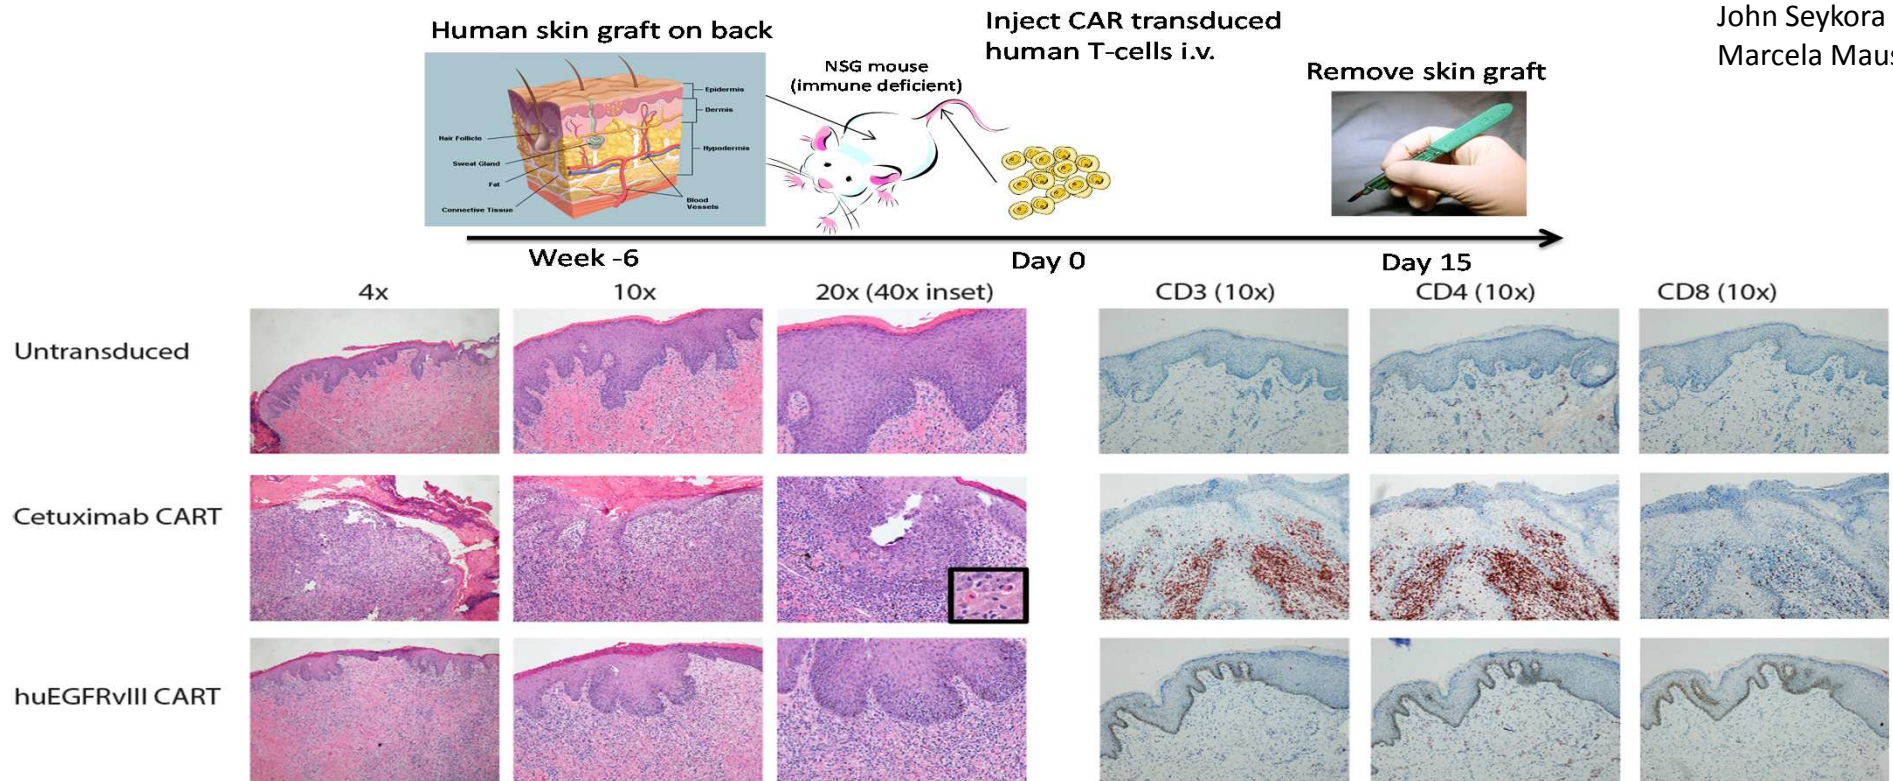 John Seykora
Marcela Maus
Human skin graft on back
Inject CAR transduced
human T-cells i.v.
NSG mouse
(immune deficient)
Remove skin graft
Epidermis
Dermis
Hair Follicle
Hypodermis
Sweat Gland
Fat
Blood
Vessels
Connective Tissue
Week -6
Day 0
Day 15
4x
10x
20x (40x inset)
CD3 (10x)
CD4 (10x)
CD8 (10x)
Untransduced
Cetuximab CART
huEGFRvIII CART